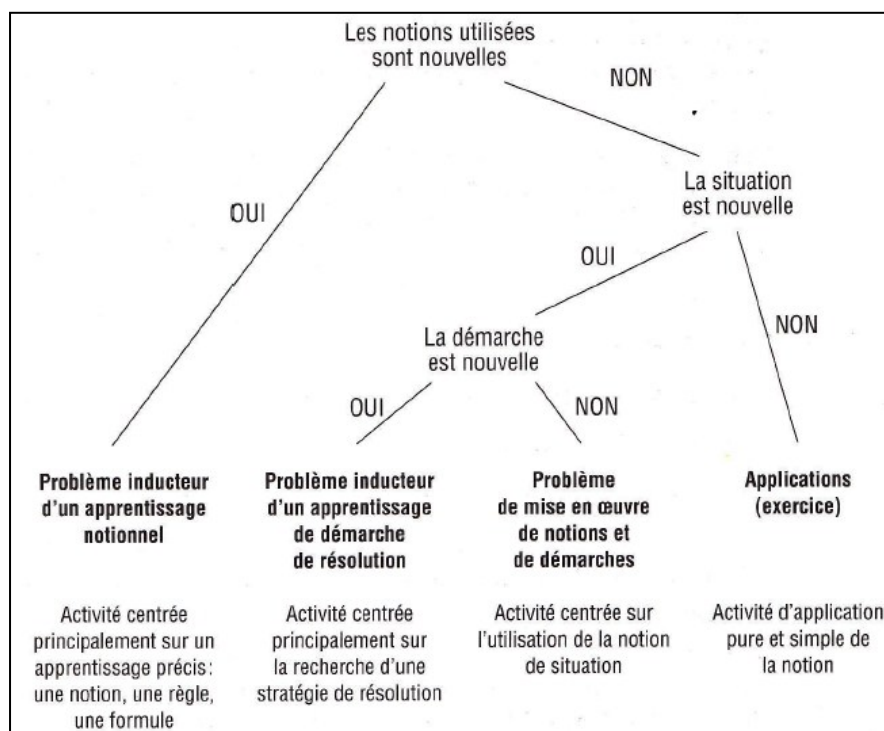 Les notions utilisées
sont nouvelles
NON
La situation
est nouvelle
OUI
OUI
NON
La démarche
est nouvelle
OUI
NON
Problème inducteur
d'un apprentissage
notionnel
Problème inducteur
d'un apprentissage
de démarche
de résolution
Problème
de mise en œuvre
de notions et
de démarches
Applications
(exercice)
Activité centrée
principalement sur un
apprentissage précis :
une notion, une règle,
une formule
Activité centrée
principalement sur
la recherche d'une
stratégie de résolution
Activité centrée sur
l'utilisation de la notion
de situation
Activité d'application
pure et simple de
la notion